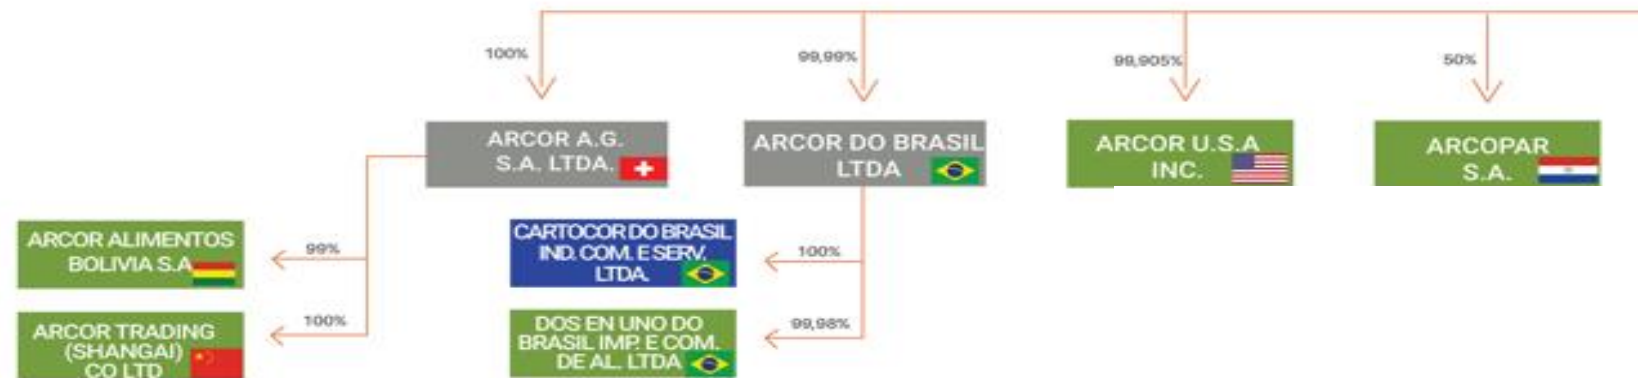 100%
99,99%
99,905%
50%
ARCOR A.G.
S.A. LTDA.
ARCOR DO BRASIL
LTDA
ARCOR U.S.A
INC.
ARCOPAR
S.A.
ARCOR ALIMENTOS
BOLIVIA S.A
99%
CARTOCOR DO BRASIL
IND. COM. E SERV,
LTDA.
100%
ARCOR TRADING
(SHANGAI)
CO LTD
100%
DOS EN UNO DO
BRASIL IMP. E COM.
DE AL. LTDA
99,98%